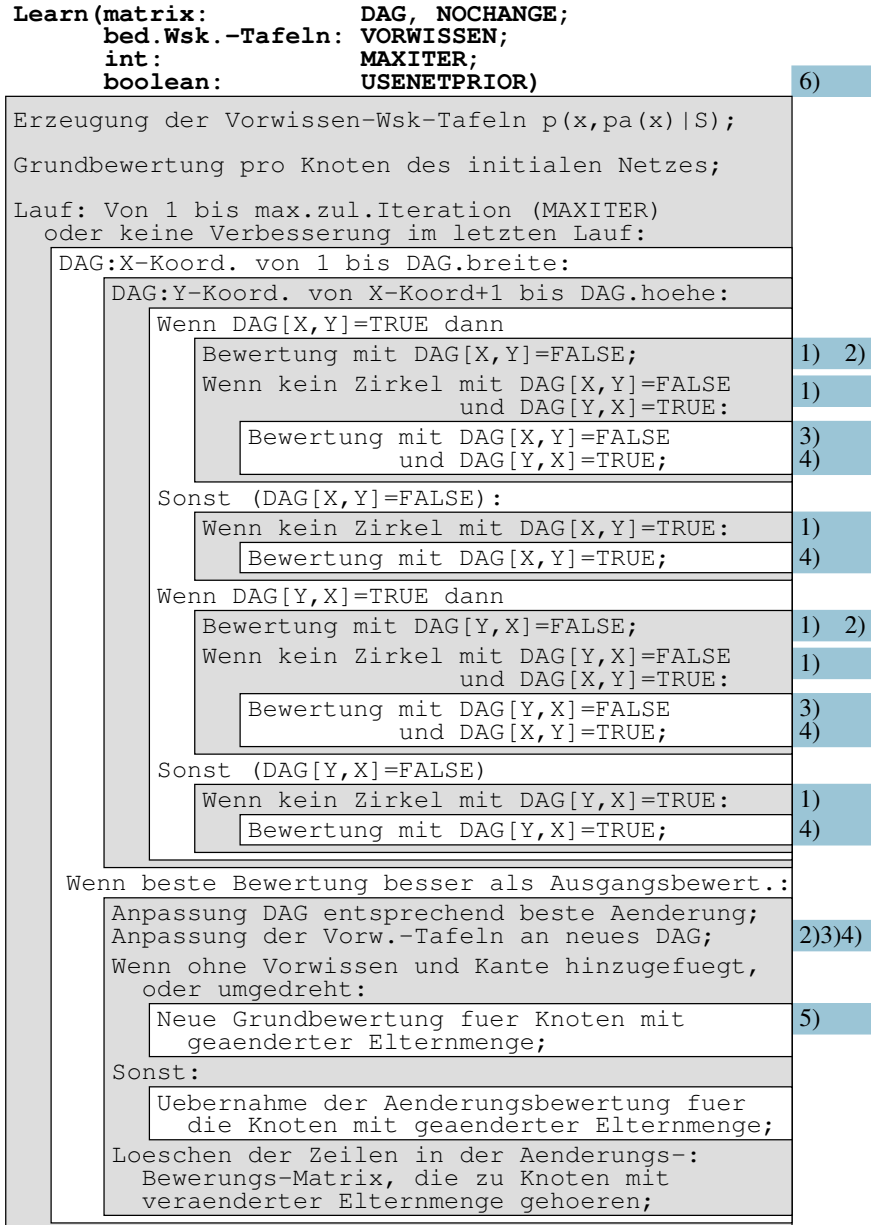 Learn(matrix: DAG, NOCHANGE;
bed.Wsk.-Tafeln: VORWISSEN;
int: MAXITER;
boolean: USENETPRIOR) 6)
Erzeugung der Vorwissen-Wsk-Tafeln p(x,pa(x)|S);
Grundbewertung pro Knoten des initialen Netzes;
Lauf: Von 1 bis max.zul.Iteration (MAXITER)
oder keine Verbesserung im letzten Lauf:
DAG:X-Koord. von 1 bis DAG.breite:
DAG:Y-Koord. von X-Koord+1 bis DAG.hoehe:
Wenn DAG[X,Y]=TRUE dann
Bewertung mit DAG[X,Y]=FALSE; 1) 2)
Wenn kein Zirkel mit DAG[X,Y]=FALSE 1)
und DAG[Y,X]=TRUE:
Bewertung mit DAG[X,Y]=FALSE 3)
und DAG[Y,X]=TRUE; 4)
Sonst (DAG[X,Y]=FALSE):
Wenn kein Zirkel mit DAG[X,Y]=TRUE: 1)
Bewertung mit DAG[X,Y]=TRUE; 4)
Wenn DAG[Y,X]=TRUE dann
Bewertung mit DAG[Y,X]=FALSE; 1) 2)
Wenn kein Zirkel mit DAG[Y,X]=FALSE 1)
und DAG[X,Y]=TRUE:
Bewertung mit DAG[Y,X]=FALSE 3)
und DAG[X,Y]=TRUE; 4)
Sonst (DAG[Y,X]=FALSE)
Wenn kein Zirkel mit DAG[Y,X]=TRUE: 1)
Bewertung mit DAG[Y,X]=TRUE; 4)
Wenn beste Bewertung besser als Ausgangsbewert.:
Anpassung DAG entsprechend beste Aenderung;
Anpassung der Vorw.-Tafeln an neues DAG; 2)3)4)
Wenn ohne Vorwissen und Kante hinzugefuegt,
oder umgedreht:
Neue Grundbewertung fuer Knoten mit 5)
geaenderter Elternmenge;
Sonst:
Uebernahme der Aenderungsbewertung fuer
die Knoten mit geaenderter Elternmenge;
Loeschen der Zeilen in der Aenderungs-:
Bewerungs-Matrix, die zu Knoten mit
veraenderter Elternmenge gehoeren;